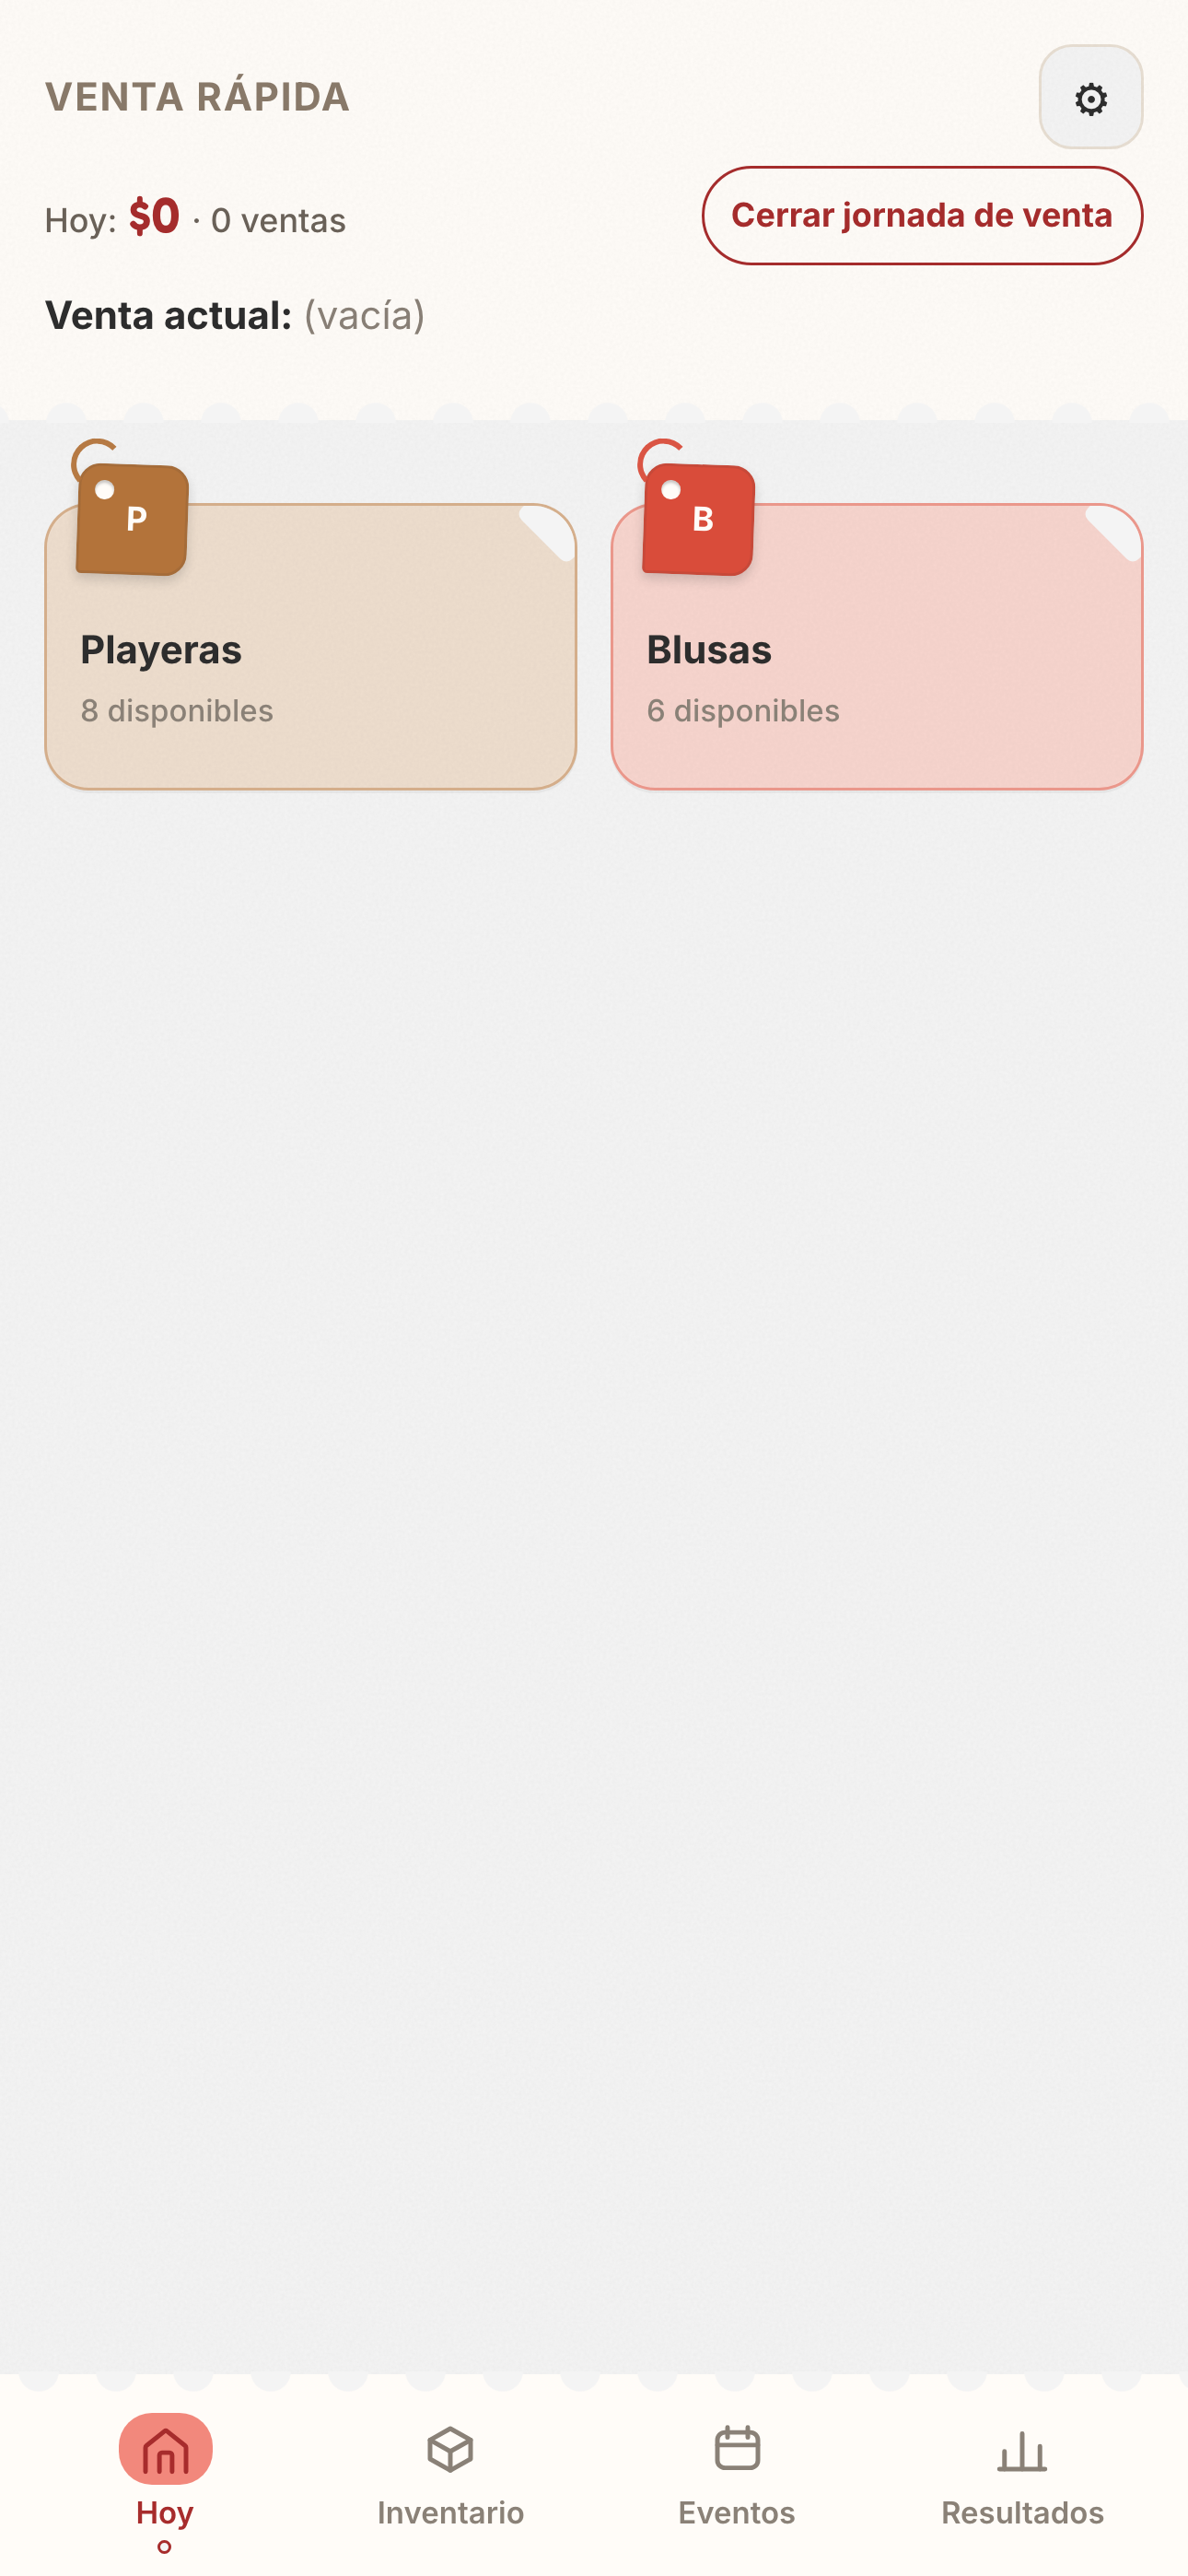 VENTA RÁPIDA
⚙
Hoy: $0 · 0 ventas
Cerrar jornada de venta
Venta actual: (vacía)
P
Playeras
8 disponibles
B
Blusas
6 disponibles
Hoy
Inventario
Eventos
Resultados